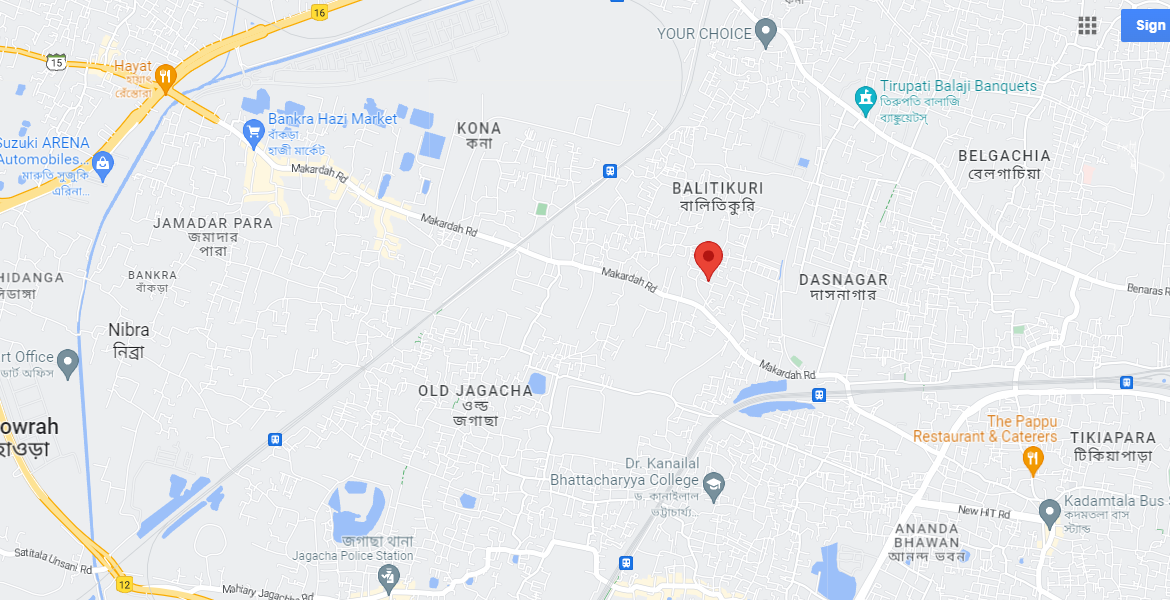 কনা
16
YOUR CHOICE
Sign
15
Hayat
হায়াৎ
রেস্তোরা
Tirupati Balaji Banquets
তিরুপতি বালাজি
ব্যাঙ্কুয়েটস্
Bankra Hazi Market
বাঁকড়া
হাজী মার্কেট
KONA
কনা
Suzuki ARENA
Automobiles...
মারুতি সুজুকি
এরিনা...
BELGACHIA
বেলগাচিয়া
Makardah Rd
BALITIKURI
বালিতিকুরি
JAMADAR PARA
জমাদার
পারা
Makardah Rd
BANKRA
বাঁকড়া
HIDANGA
সিডাঙ্গা
Makardah Rd
DASNAGAR
দাসনাগার
Benaras R
Nibra
নিব্রা
rt Office
ডার্ট অফিস
Makardah Rd
OLD JAGACHA
ওল্ড
জগাছা
owrah
হাওড়া
The Pappu
Restaurant & Caterers
TIKIAPARA
টিকিয়াপাড়া
Dr. Kanailal
Bhattacharyya College
ড. কানাইলাল
ভট্টাচার্য্য...
Kadamtala Bus
কদমতলা বাস
স্ট্যান্ড
New HIT Rd
ANANDA
BHAWAN
আনন্দ ভবন
জগাছা থানা
Jagacha Police Station
Satitala Unsani Rd
12
Mahiary Jagachha Rd